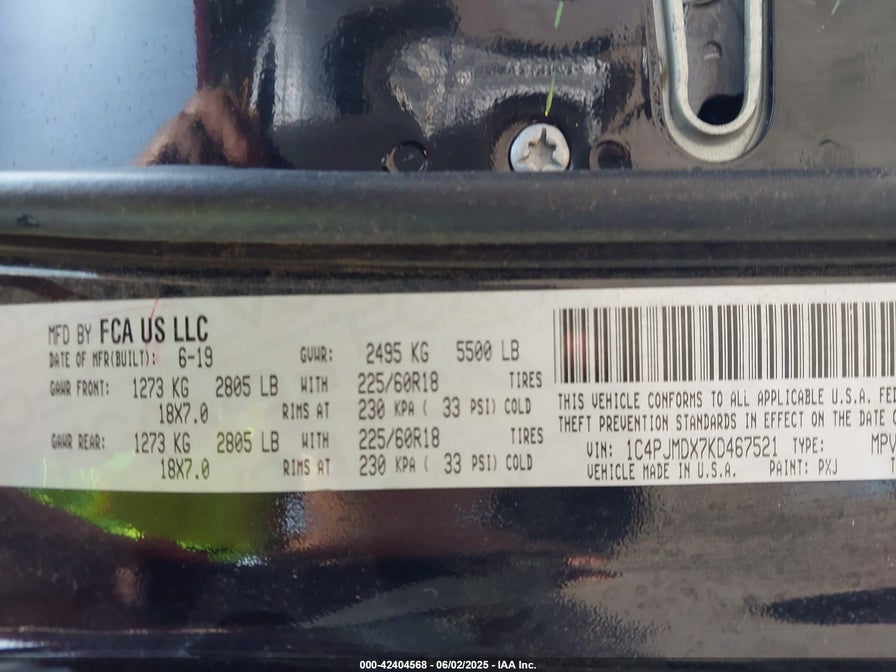 MFD BY FCA US LLC
DATE OF MFR(BUILT): 6-19 GVWR: 2495 KG 5500 LB
GAWR FRONT: 1273 KG 2805 LB WITH 225/60R18 TIRES
18X7.0 RIMS AT 230 KPA ( 33 PSI) COLD
GAWR REAR: 1273 KG 2805 LB WITH 225/60R18 TIRES
18X7.0 RIMS AT 230 KPA ( 33 PSI) COLD
THIS VEHICLE CONFORMS TO ALL APPLICABLE U.S.A. FE
THEFT PREVENTION STANDARDS IN EFFECT ON THE DATE
VIN: 1C4PJMDX7KD467521 TYPE: MPV
VEHICLE MADE IN U.S.A. PAINT: PXJ
000-42404568 - 06/02/2025 - IAA Inc.